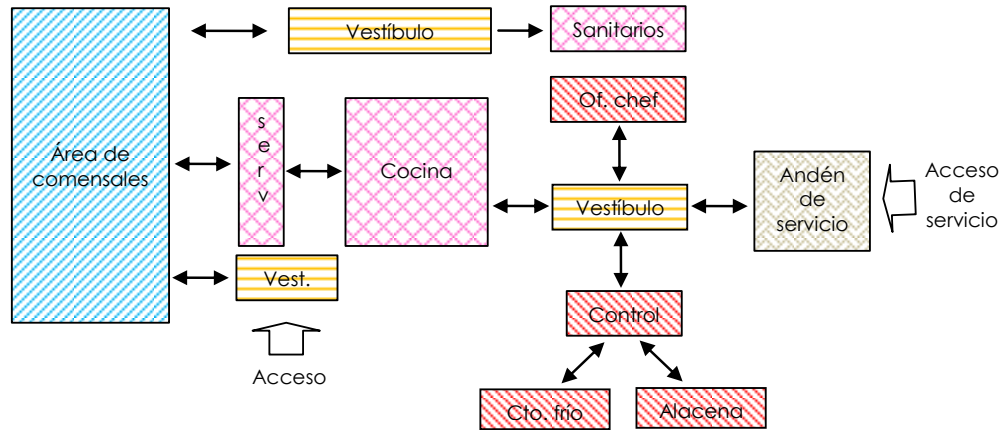 Vestíbulo
Sanitarios
Of. chef
s
e
r
v
Área de
comensales
Cocina
Vestíbulo
Andén
de
servicio
Acceso
de
servicio
Vest.
Control
Acceso
Cto. frío
Alacena